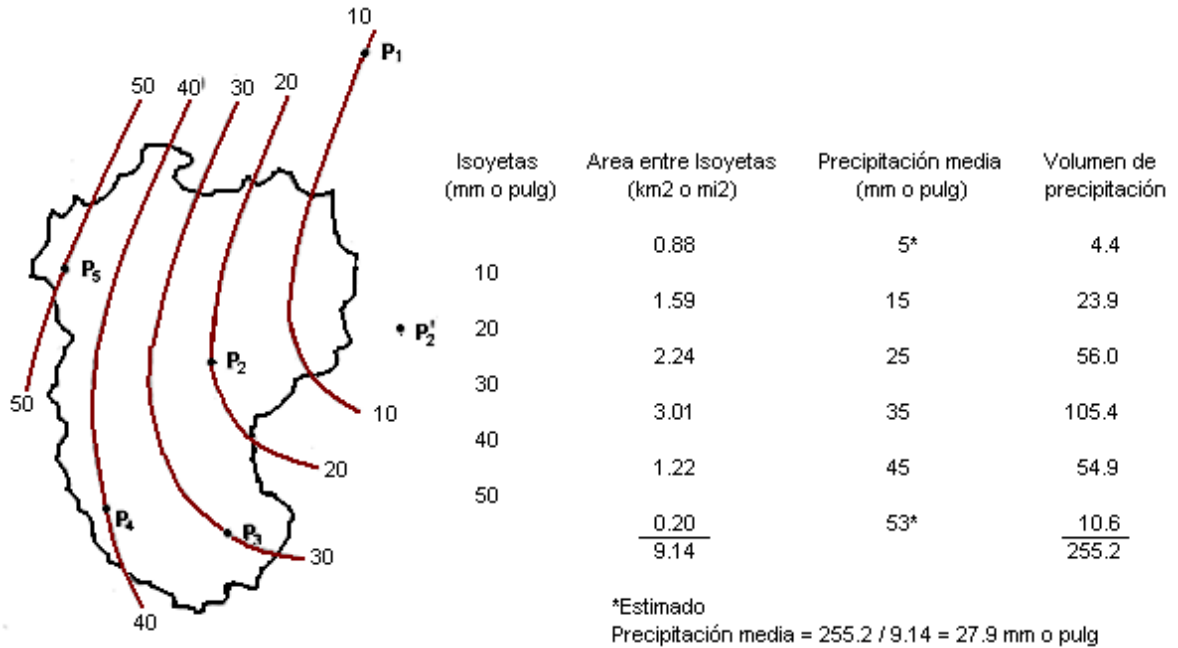 10
P1
50
40
30
20
P5
P2'
P2
50
10
20
P4
P3
30
40
Isoyetas Area entre Isoyetas Precipitación media Volumen de
(mm o pulg) (km2 o mi2) (mm o pulg) precipitación
0.88 5* 4.4
10
1.59 15 23.9
20
2.24 25 56.0
30
3.01 35 105.4
40
1.22 45 54.9
50
0.20 53* 10.6
9.14 255.2
*Estimado
Precipitación media = 255.2 / 9.14 = 27.9 mm o pulg